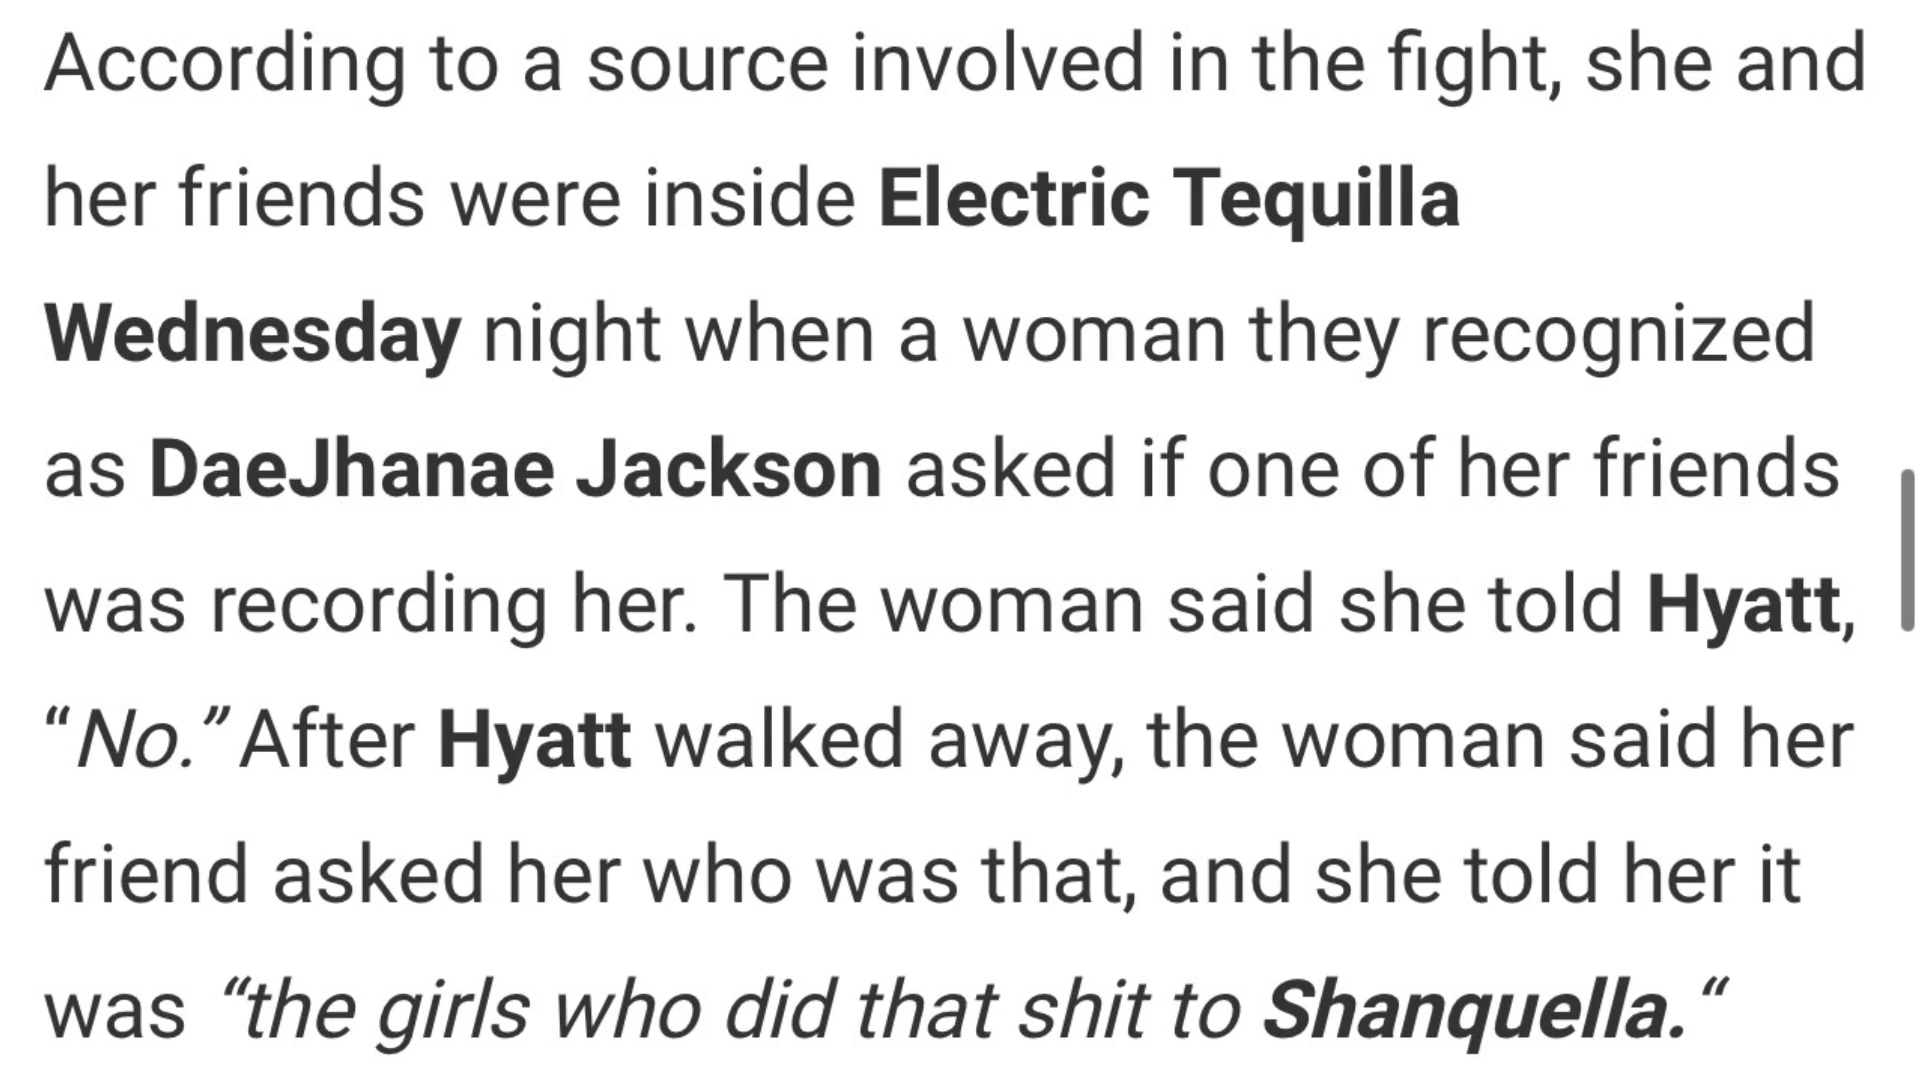 According to a source involved in the fight, she and
her friends were inside Electric Tequilla
Wednesday night when a woman they recognized
as DaeJhanae Jackson asked if one of her friends
was recording her. The woman said she told Hyatt,
“No.” After Hyatt walked away, the woman said her
friend asked her who was that, and she told her it
was “the girls who did that shit to Shanquella.“